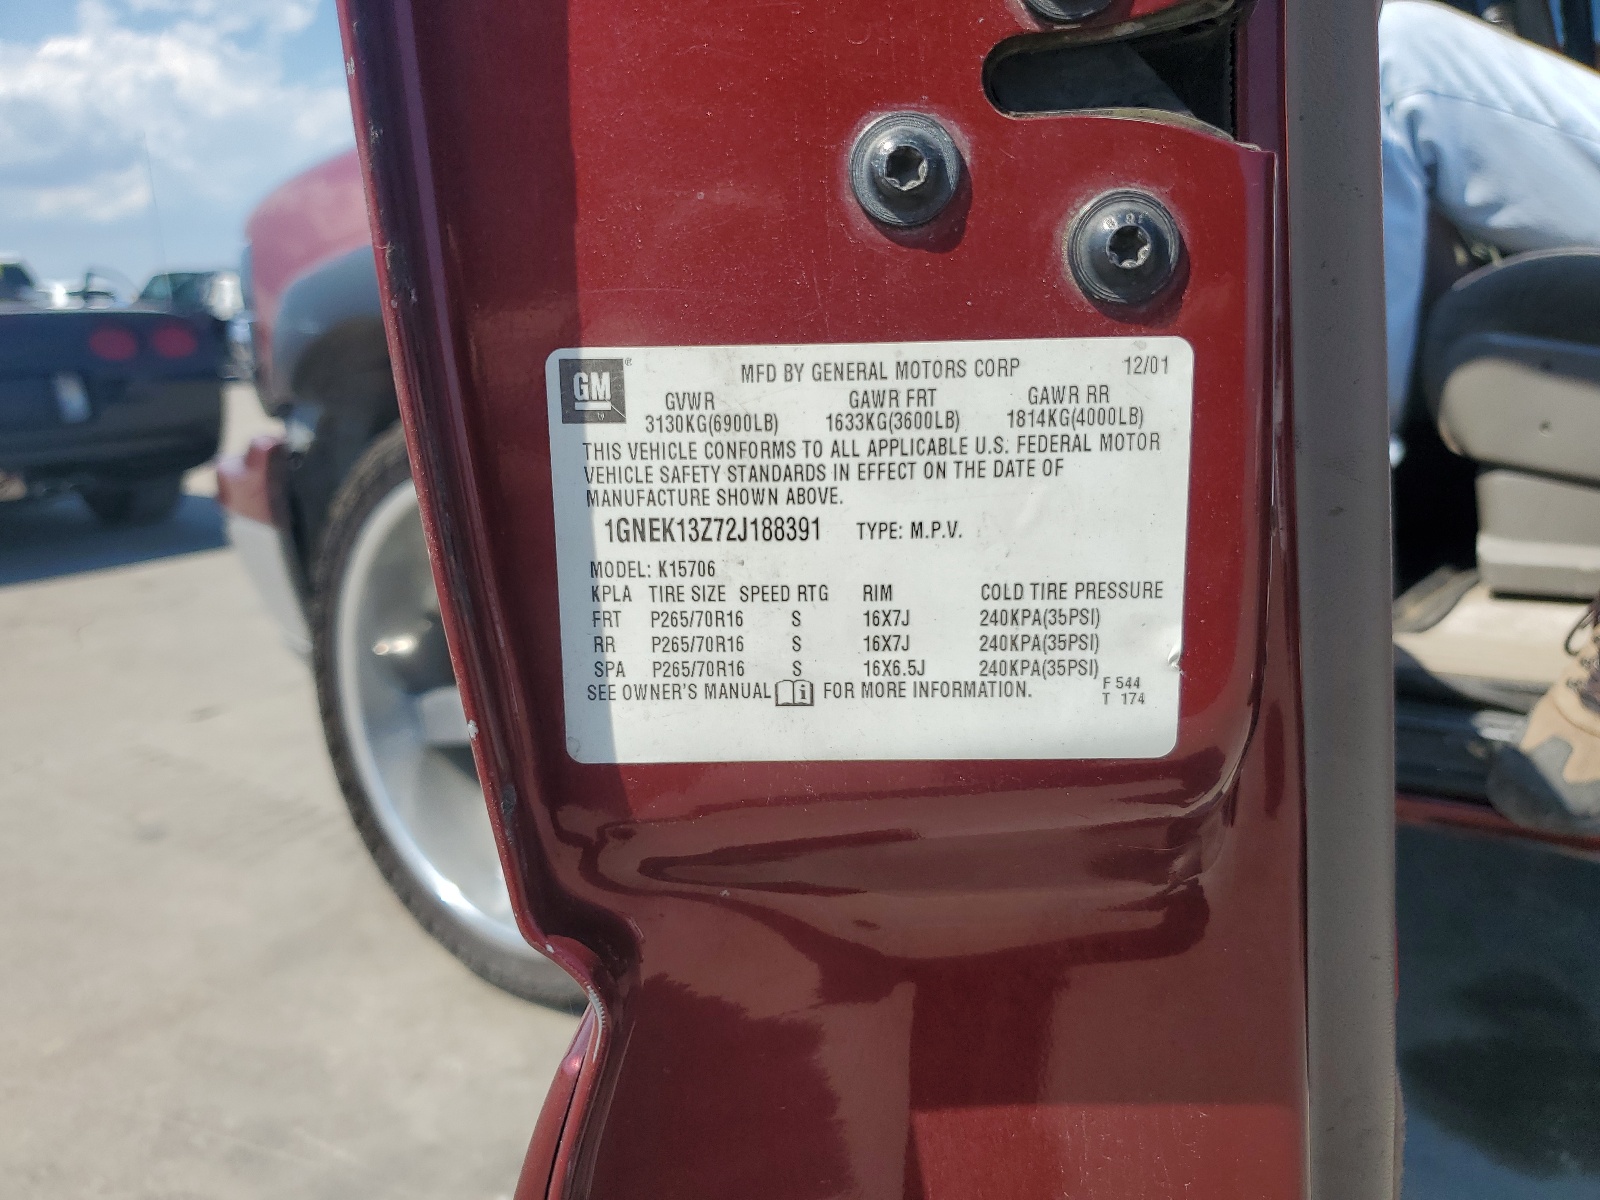 GM ®
MFD BY GENERAL MOTORS CORP 12/01
GVWR GAWR FRT GAWR RR
3130KG(6900LB) 1633KG(3600LB) 1814KG(4000LB)
THIS VEHICLE CONFORMS TO ALL APPLICABLE U.S. FEDERAL MOTOR
VEHICLE SAFETY STANDARDS IN EFFECT ON THE DATE OF
MANUFACTURE SHOWN ABOVE.
1GNEK13Z72J188391 TYPE: M.P.V.
MODEL: K15706
KPLA TIRE SIZE SPEED RTG RIM COLD TIRE PRESSURE
FRT P265/70R16 S 16X7J 240KPA(35PSI)
RR P265/70R16 S 16X7J 240KPA(35PSI)
SPA P265/70R16 S 16X6.5J 240KPA(35PSI)
SEE OWNER'S MANUAL i FOR MORE INFORMATION.
F 544
T 174